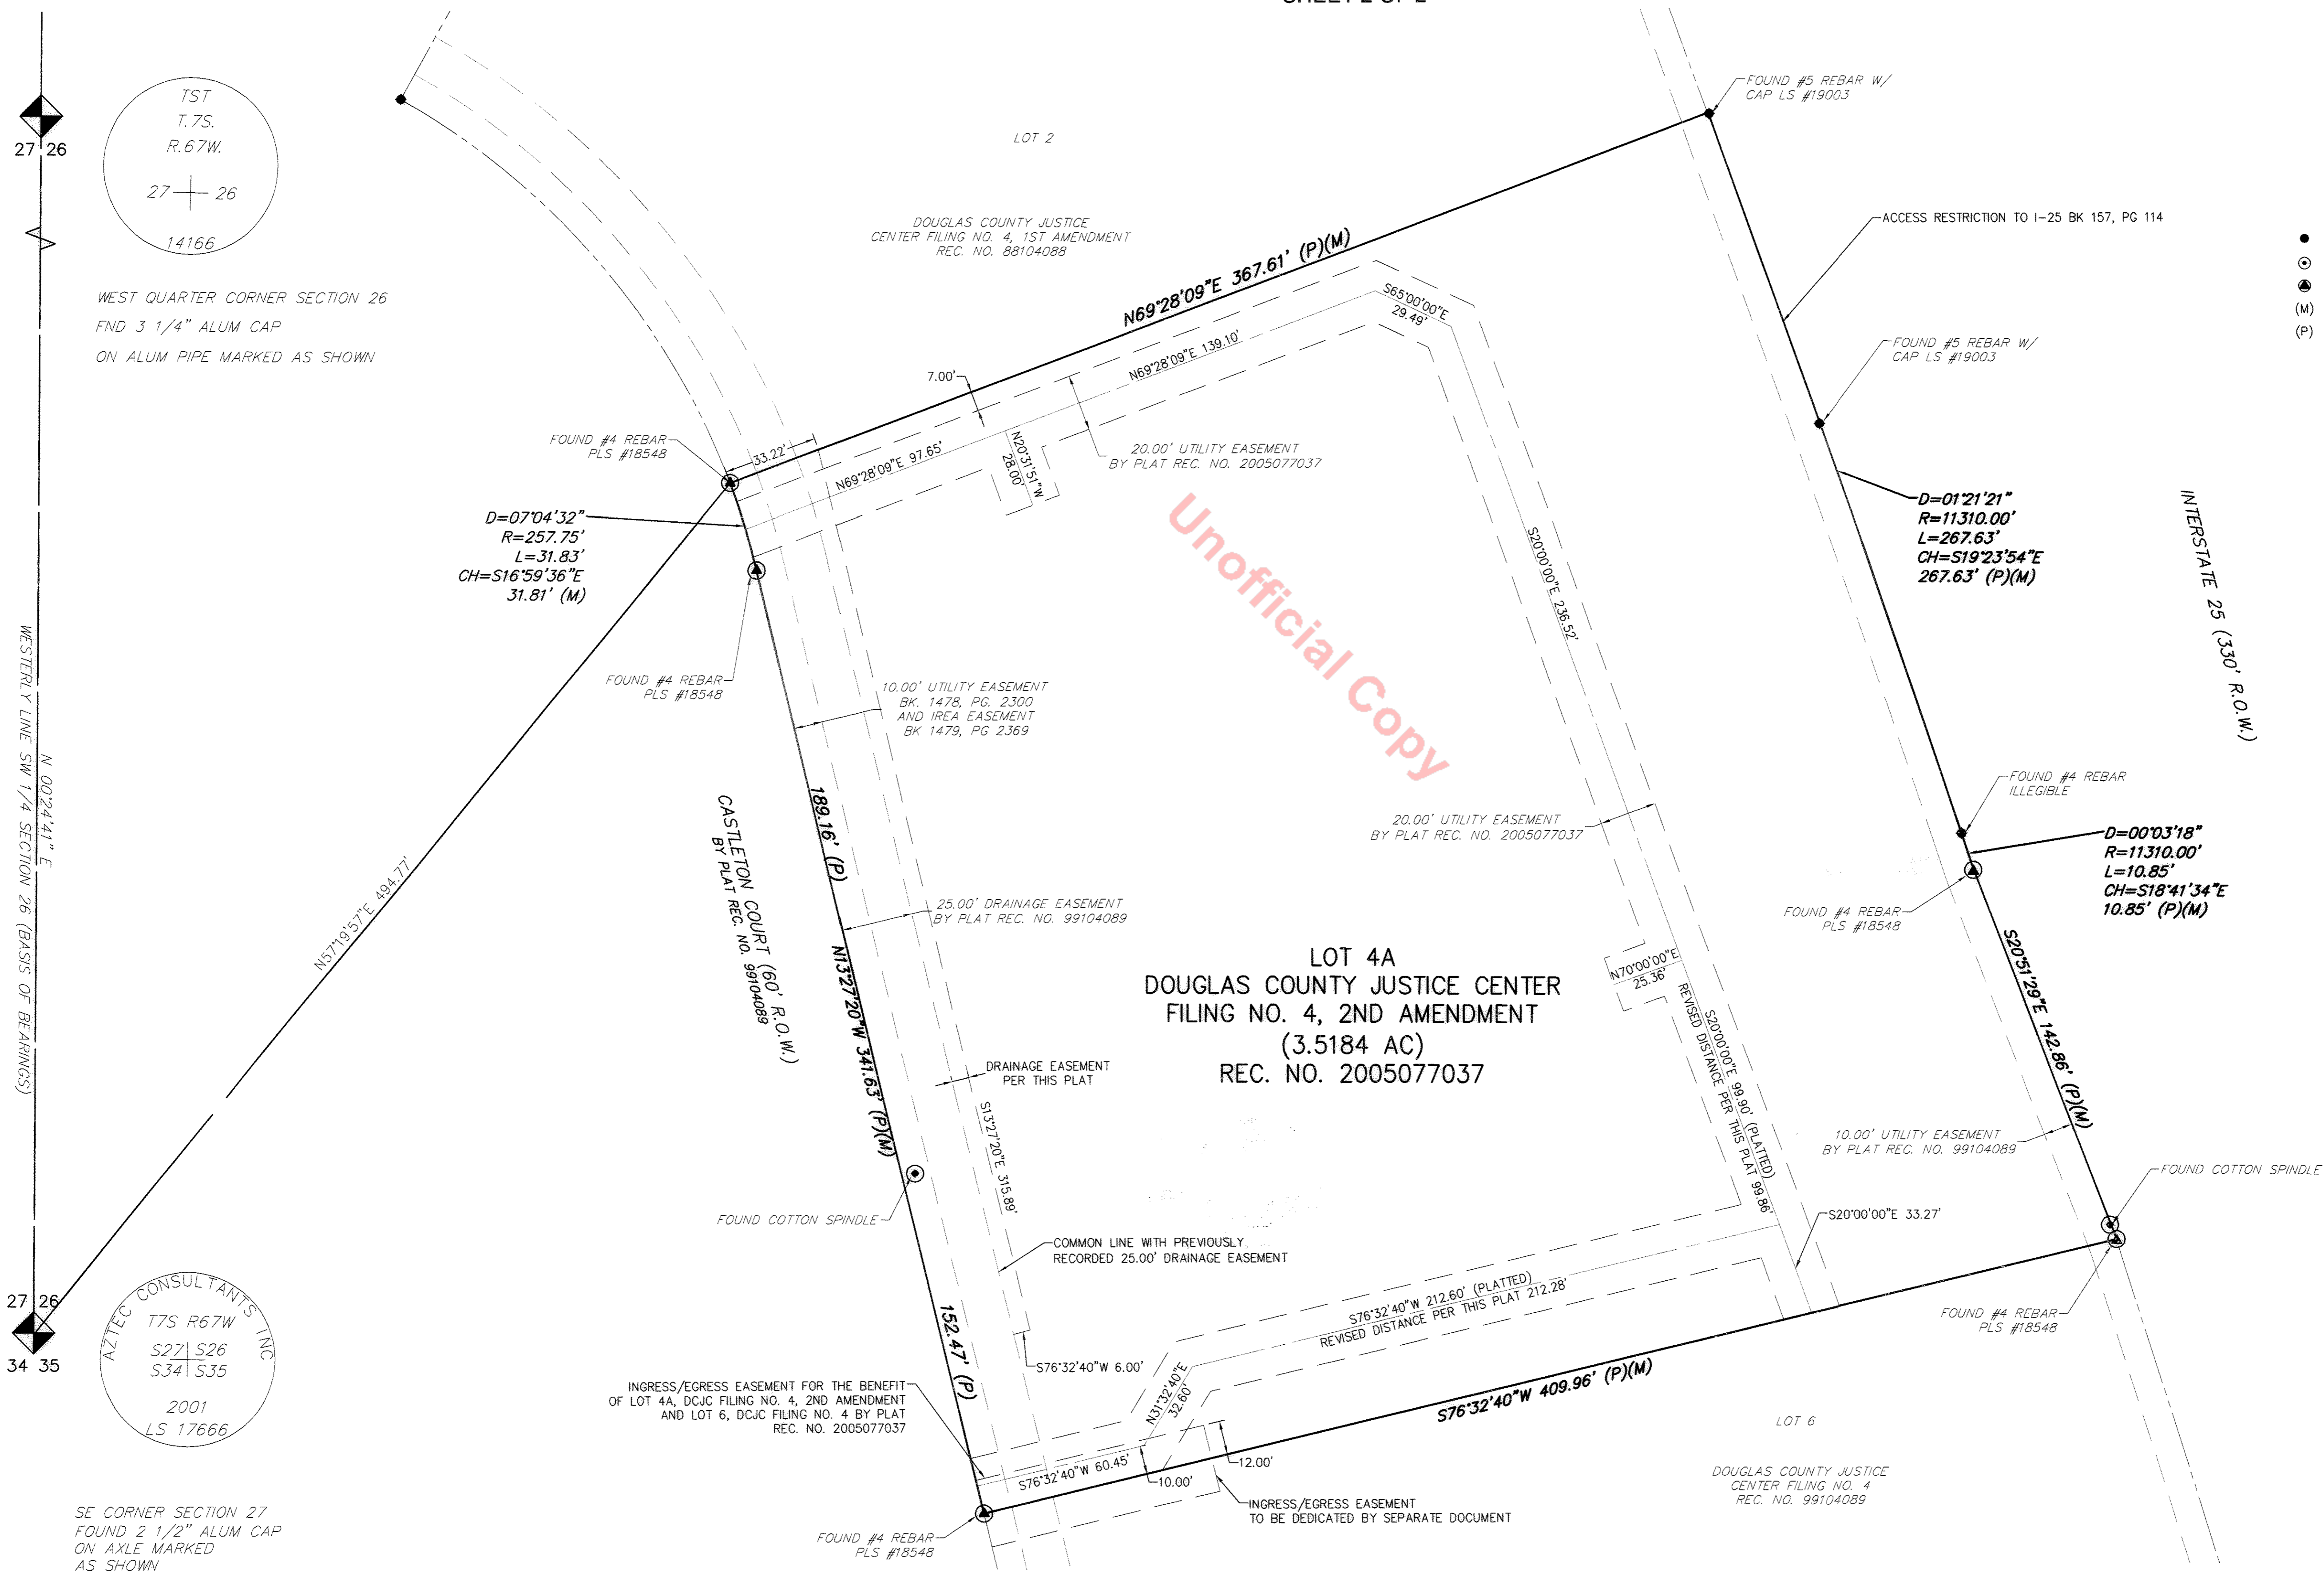 27 26
TST
T.7S.
R.67W.
27 26
14166
WEST QUARTER CORNER SECTION 26
FND 3 1/4" ALUM CAP
ON ALUM PIPE MARKED AS SHOWN
LOT 2
DOUGLAS COUNTY JUSTICE
CENTER FILING NO. 4, 1ST AMENDMENT
REC. NO. 88104088
FOUND #5 REBAR W/
CAP LS #19003
ACCESS RESTRICTION TO I-25 BK 157, PG 114
(M)
(P)
FOUND #5 REBAR W/
CAP LS #19003
N69°28'09"E 367.61' (P)(M)
S65°00'00"E
29.49'
N69°28'09"E 139.10'
7.00'
33.22'
N69°28'09"E 97.65'
N20°31'51"W
28.00'
20.00' UTILITY EASEMENT
BY PLAT REC. NO. 2005077037
FOUND #4 REBAR
PLS #18548
D=07°04'32"
R=257.75'
L=31.83'
CH=S16°59'36"E
31.81' (M)
D=01°21'21"
R=11310.00'
L=267.63'
CH=S19°23'54"E
267.63' (P)(M)
INTERSTATE 25 (330' R.O.W.)
Unofficial Copy
S20°00'00"E 236.52'
FOUND #4 REBAR
PLS #18548
10.00' UTILITY EASEMENT
BK. 1478, PG. 2300
AND IREA EASEMENT
BK 1479, PG 2369
WESTERLY LINE SW 1/4 SECTION 26 (BASIS OF BEARINGS)
N 00°24'41" E
N57°19'57"E 494.77'
CASTLETON COURT (60' R.O.W.)
BY PLAT REC. NO. 99104089
189.16' (P)
25.00' DRAINAGE EASEMENT
BY PLAT REC. NO. 99104089
N13°27'20"W 341.63' (P)(M)
20.00' UTILITY EASEMENT
BY PLAT REC. NO. 2005077037
FOUND #4 REBAR
ILLEGIBLE
D=00°03'18"
R=11310.00'
L=10.85'
CH=S18°41'34"E
10.85' (P)(M)
FOUND #4 REBAR
PLS #18548
S20°51'29"E 142.86' (P)(M)
LOT 4A
DOUGLAS COUNTY JUSTICE CENTER
FILING NO. 4, 2ND AMENDMENT
(3.5184 AC)
REC. NO. 2005077037
N70°00'00"E
25.36'
S20°00'00"E 99.90' (PLATTED)
REVISED DISTANCE PER THIS PLAT 99.86'
DRAINAGE EASEMENT
PER THIS PLAT
S13°27'20"E 315.89'
10.00' UTILITY EASEMENT
BY PLAT REC. NO. 99104089
FOUND COTTON SPINDLE
FOUND COTTON SPINDLE
S20°00'00"E 33.27'
COMMON LINE WITH PREVIOUSLY
RECORDED 25.00' DRAINAGE EASEMENT
S76°32'40"W 212.60' (PLATTED)
REVISED DISTANCE PER THIS PLAT 212.28'
FOUND #4 REBAR
PLS #18548
27 26
34 35
AZTEC CONSULTANTS INC
T7S R67W
S27 S26
S34 S35
2001
LS 17666
152.47' (P)
S76°32'40"W 6.00'
INGRESS/EGRESS EASEMENT FOR THE BENEFIT
OF LOT 4A, DCJC FILING NO. 4, 2ND AMENDMENT
AND LOT 6, DCJC FILING NO. 4 BY PLAT
REC. NO. 2005077037
N31°32'40"E
32.60'
S76°32'40"W 409.96' (P)(M)
LOT 6
S76°32'40"W 60.45'
10.00'
12.00'
DOUGLAS COUNTY JUSTICE
CENTER FILING NO. 4
REC. NO. 99104089
INGRESS/EGRESS EASEMENT
TO BE DEDICATED BY SEPARATE DOCUMENT
SE CORNER SECTION 27
FOUND 2 1/2" ALUM CAP
ON AXLE MARKED
AS SHOWN
FOUND #4 REBAR
PLS #18548